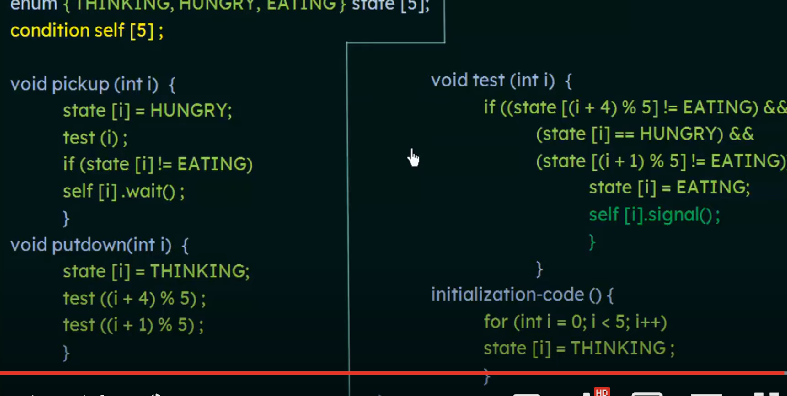 enum { THINKING, HUNGRY, EATING } state [5];
condition self [5] ;
void pickup (int i) {
state [i] = HUNGRY;
test (i) ;
if (state [i] != EATING)
self [i] .wait() ;
}
void putdown(int i) {
state [i] = THINKING;
test ((i + 4) % 5) ;
test ((i + 1) % 5) ;
}
void test (int i) {
if ((state [(i + 4) % 5] != EATING) &&
(state [i] == HUNGRY) &&
(state [(i + 1) % 5] != EATING)
state [i] = EATING;
self [i].signal() ;
}
}
initialization-code () {
for (int i = 0; i < 5; i++)
state [i] = THINKING ;
}
HD